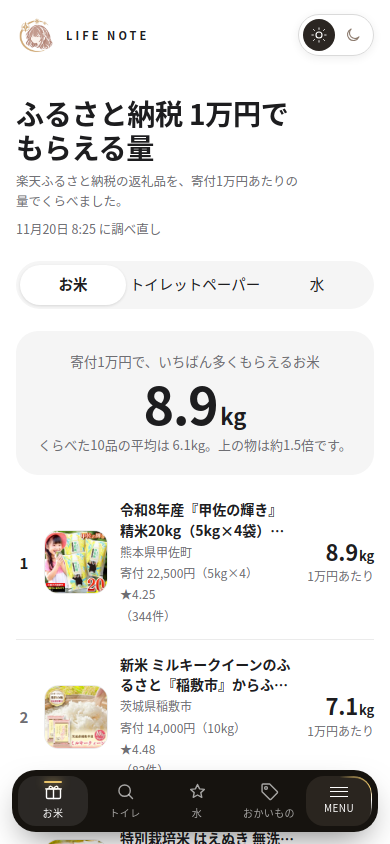 LIFE NOTE
ふるさと納税 1万円で
もらえる量
楽天ふるさと納税の返礼品を、寄付1万円あたりの
量でくらべました。
11月20日 8:25 に調べ直し
お米 トイレットペーパー 水
寄付1万円で、いちばん多くもらえるお米
8.9kg
くらべた10品の平均は 6.1kg。上の物は約1.5倍です。
令和8年産『甲佐の輝き』
精米20kg（5kg×4袋）…
熊本県甲佐町
1
8.9kg
寄付 22,500円（5kg×4）
1万円あたり
★4.25
（344件）
新米 ミルキークイーンのふ
るさと『稲敷市』からふ…
茨城県稲敷市
2
7.1kg
寄付 14,000円（10kg）
1万円あたり
★4.48
お米 トイレ 水 おかいもの MENU
特別栽培米 はえぬき 無洗…